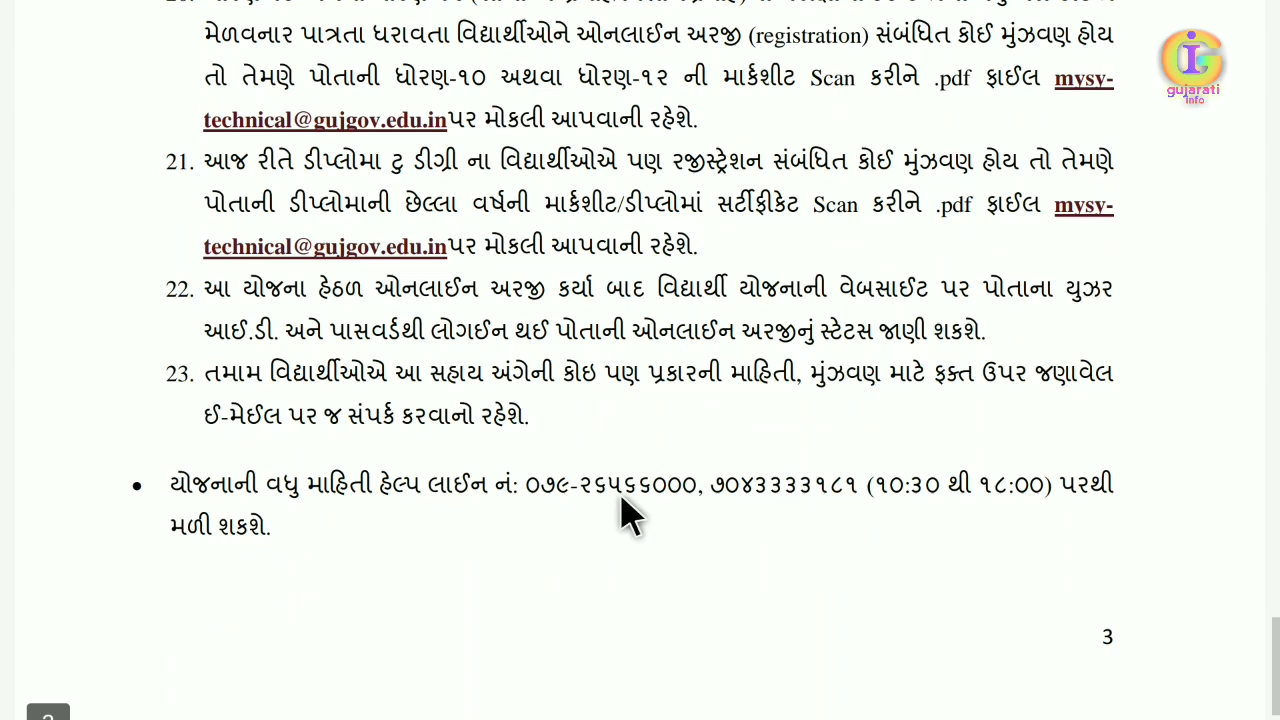 મેળવનાર પાત્રતા ધરાવતા વિદ્યાર્થીઓને ઓનલાઈન અરજી (registration) સંબંધિત કોઈ મુંઝવણ હોય
તો તેમણે પોતાની ધોરણ-૧૦ અથવા ધોરણ-૧૨ ની માર્કશીટ Scan કરીને .pdf ફાઈલ mysy-
technical@gujgov.edu.inપર મોકલી આપવાની રહેશે.
21. આજ રીતે ડીપ્લોમા ટુ ડીગ્રી ના વિદ્યાર્થીઓએ પણ રજીસ્ટ્રેશન સંબંધિત કોઈ મુંઝવણ હોય તો તેમણે
પોતાની ડીપ્લોમાની છેલ્લા વર્ષની માર્કશીટ/ડીપ્લોમાં સર્ટીફીકેટ Scan કરીને .pdf ફાઈલ mysy-
technical@gujgov.edu.inપર મોકલી આપવાની રહેશે.
22. આ યોજના હેઠળ ઓનલાઈન અરજી કર્યા બાદ વિદ્યાર્થી યોજનાની વેબસાઈટ પર પોતાના યુઝર
આઈ.ડી. અને પાસવર્ડથી લોગઈન થઈ પોતાની ઓનલાઈન અરજીનું સ્ટેટસ જાણી શકશે.
23. તમામ વિદ્યાર્થીઓએ આ સહાય અંગેની કોઇ પણ પ્રકારની માહિતી, મુંઝવણ માટે ફક્ત ઉપર જણાવેલ
ઈ-મેઈલ પર જ સંપર્ક કરવાનો રહેશે.
• યોજનાની વધુ માહિતી હેલ્પ લાઈન નં: ૦૭૯-૨૬૫૬૬૦૦૦, ૭૦૪૩૩૩૩૧૮૧ (૧૦:૩૦ થી ૧૮:૦૦) પરથી
મળી શકશે.
3
gujarati
info